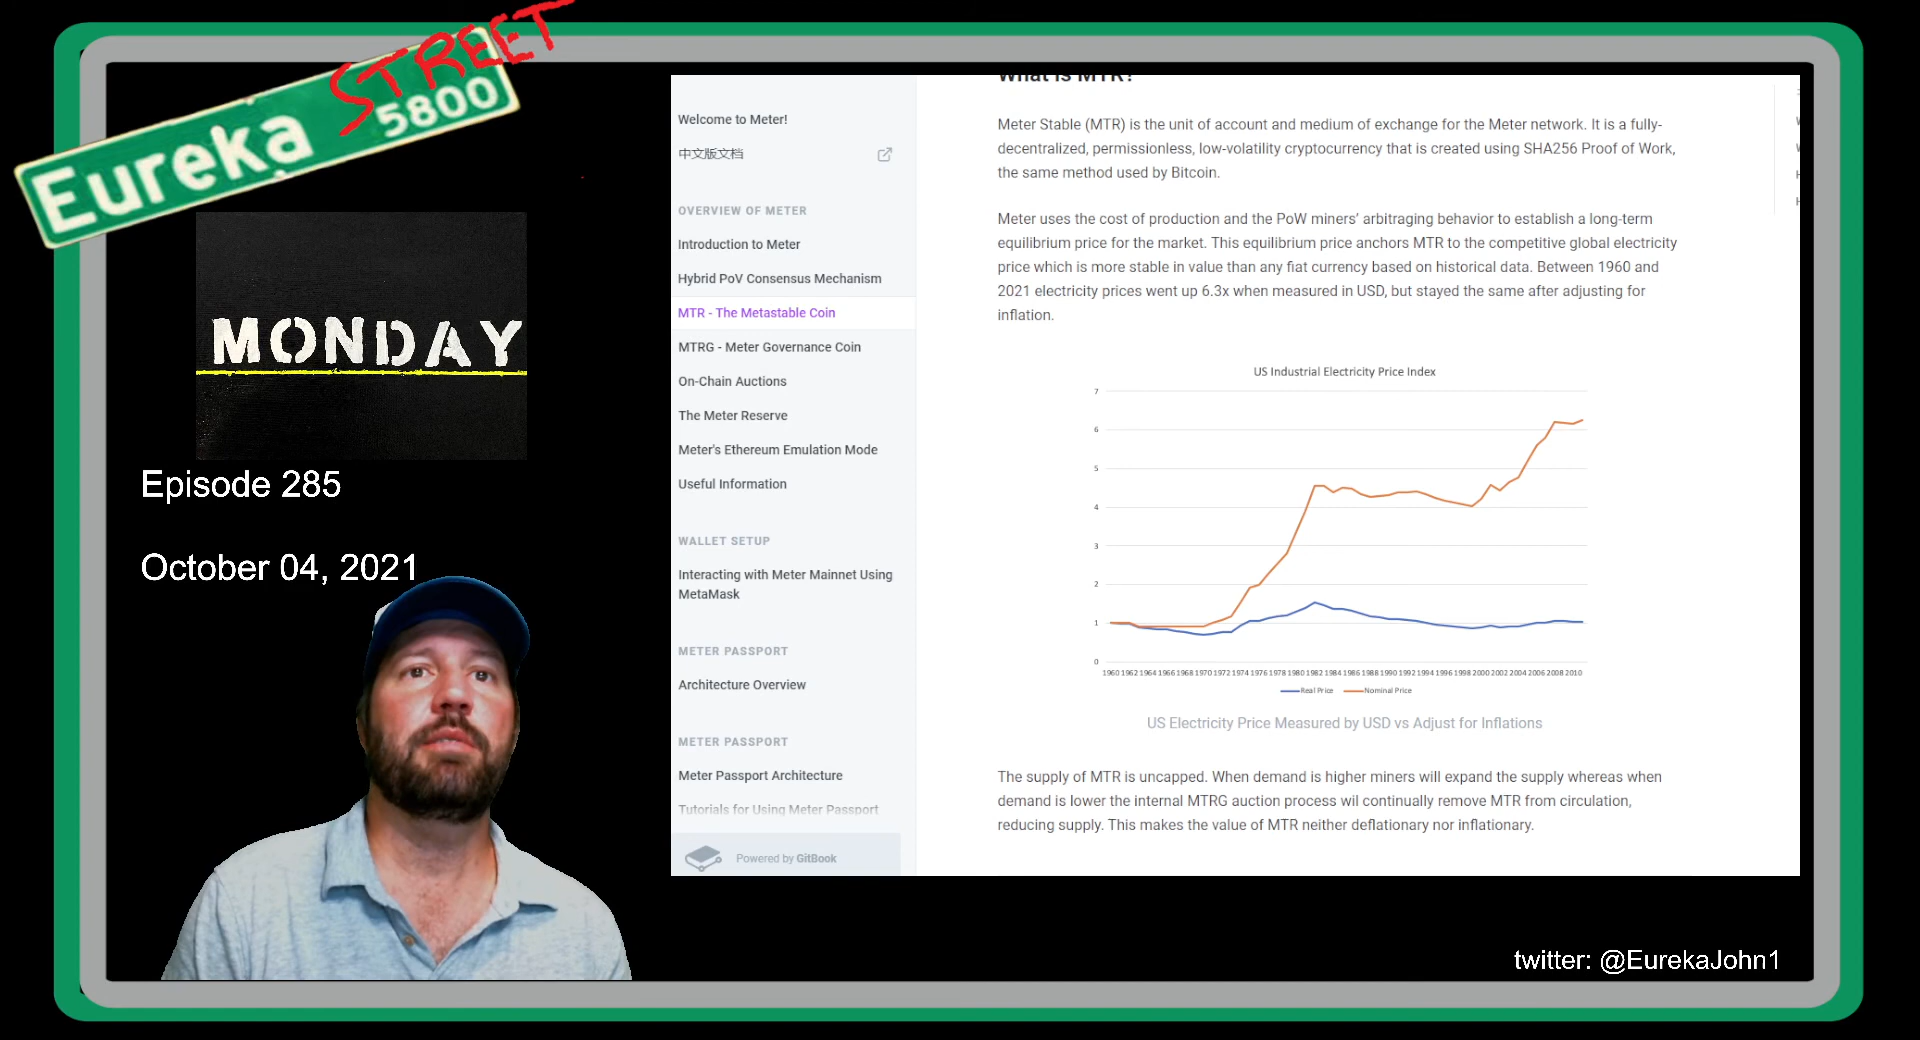 Eureka STREET
5800
MONDAY
Episode 285
October 04, 2021
Welcome to Meter!
中文版文档
OVERVIEW OF METER
Introduction to Meter
Hybrid PoV Consensus Mechanism
MTR - The Metastable Coin
MTRG - Meter Governance Coin
On-Chain Auctions
The Meter Reserve
Meter's Ethereum Emulation Mode
Useful Information
WALLET SETUP
Interacting with Meter Mainnet Using
MetaMask
METER PASSPORT
Architecture Overview
METER PASSPORT
Meter Passport Architecture
Tutorials for Using Meter Passport
Powered by GitBook
What is MTR?
Meter Stable (MTR) is the unit of account and medium of exchange for the Meter network. It is a fully-
decentralized, permissionless, low-volatility cryptocurrency that is created using SHA256 Proof of Work,
the same method used by Bitcoin.
Meter uses the cost of production and the PoW miners' arbitraging behavior to establish a long-term
equilibrium price for the market. This equilibrium price anchors MTR to the competitive global electricity
price which is more stable in value than any fiat currency based on historical data. Between 1960 and
2021 electricity prices went up 6.3x when measured in USD, but stayed the same after adjusting for
inflation.
US Industrial Electricity Price Index
7
6
5
4
3
2
1
0
1960 1962 1964 1966 1968 1970 1972 1974 1976 1978 1980 1982 1984 1986 1988 1990 1992 1994 1996 1998 2000 2002 2004 2006 2008 2010
Real Price Nominal Price
US Electricity Price Measured by USD vs Adjust for Inflations
The supply of MTR is uncapped. When demand is higher miners will expand the supply whereas when
demand is lower the internal MTRG auction process wil continually remove MTR from circulation,
reducing supply. This makes the value of MTR neither deflationary nor inflationary.
twitter: @EurekaJohn1